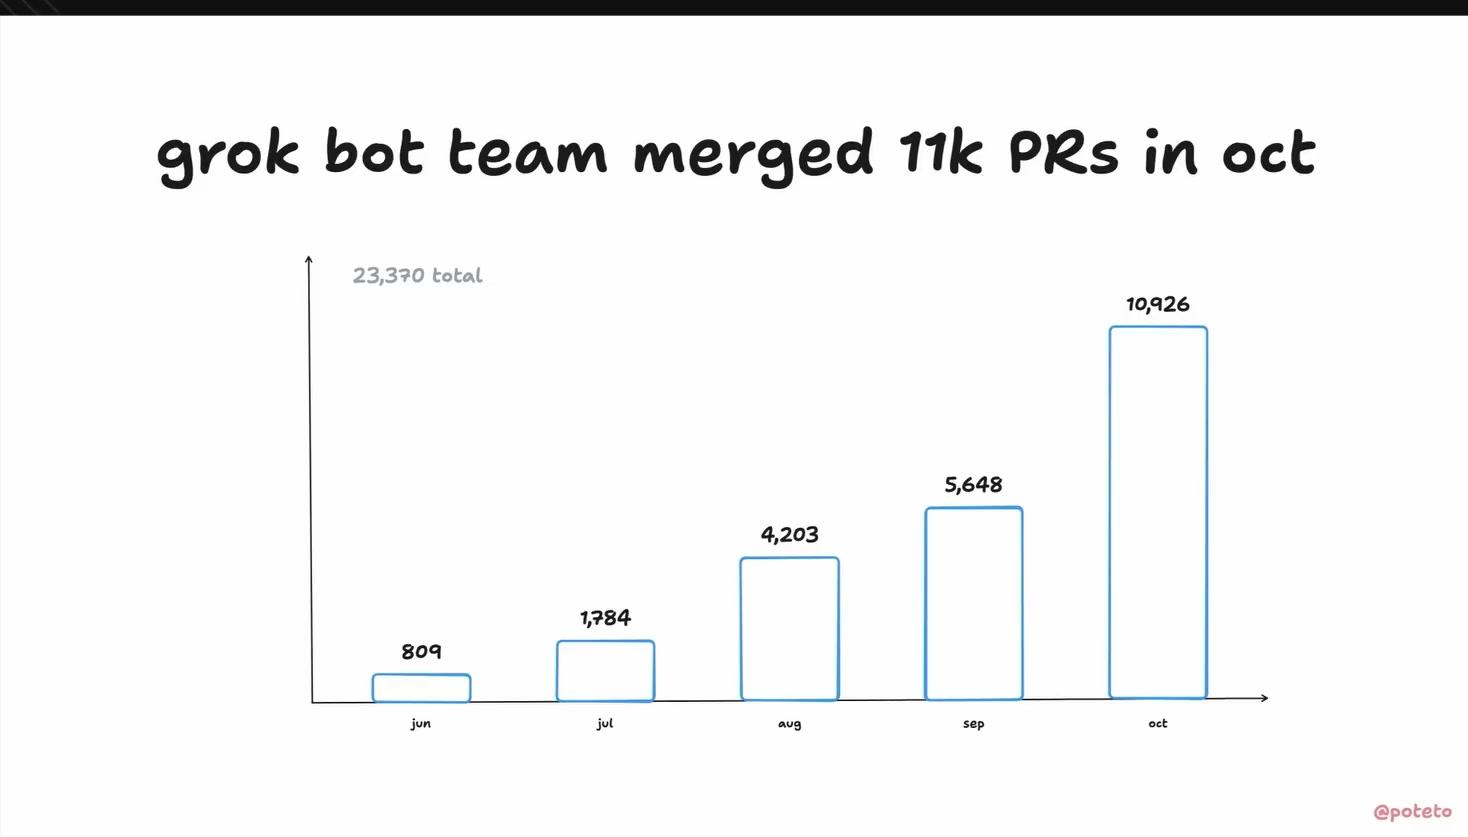 grok bot team merged 11k PRs in oct
23,370 total
10,926
5,648
4,203
1,784
809
jun jul aug sep oct
@poteto